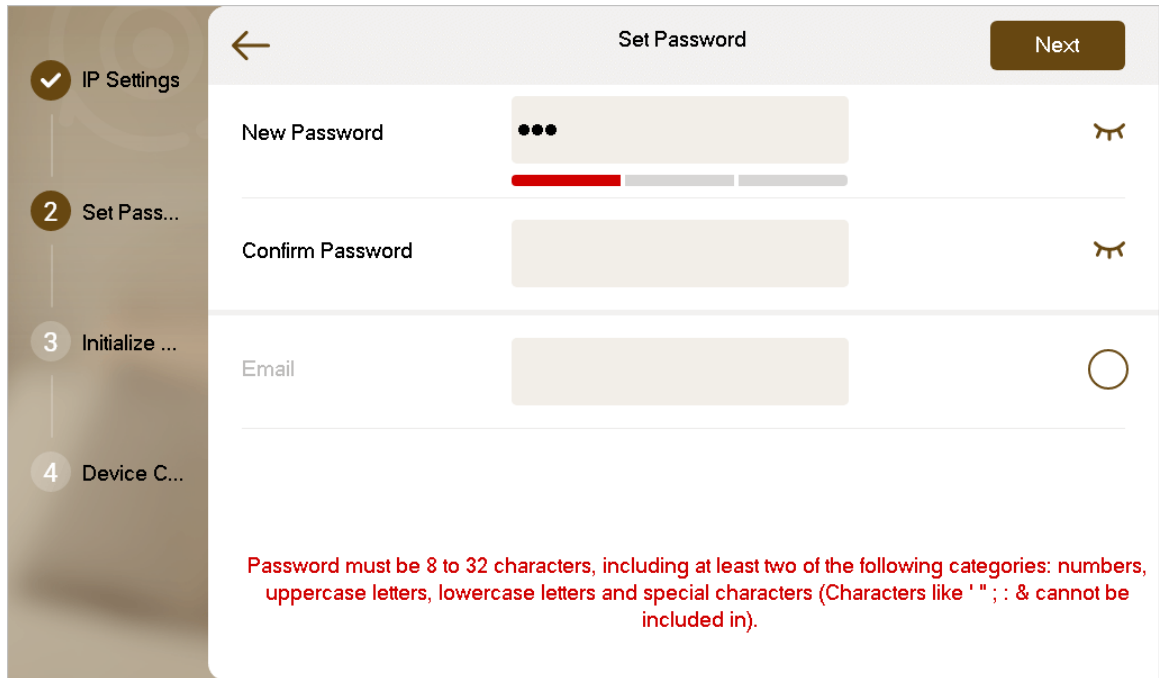 Set Password
Next
IP Settings
New Password
•••
2 Set Pass...
Confirm Password
3 Initialize ...
Email
4 Device C...
Password must be 8 to 32 characters, including at least two of the following categories: numbers,
uppercase letters, lowercase letters and special characters (Characters like ' " ; : & cannot be
included in).